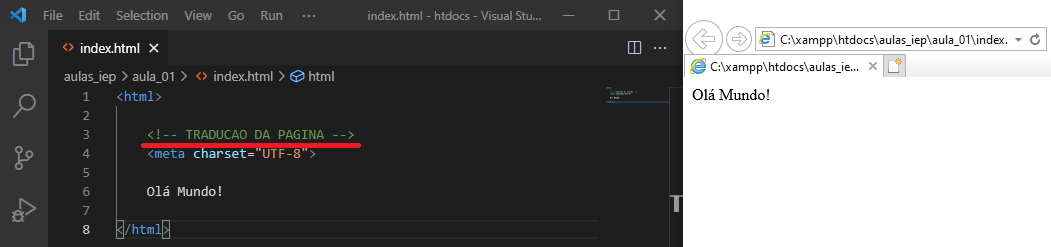 File Edit Selection View Go Run ··· index.html - htdocs - Visual Stu...
index.html ×
aulas_iep > aula_01 > index.html > html
1 <html>
2
3 <!-- TRADUCAO DA PAGINA -->
4 <meta charset="UTF-8">
5
6 Olá Mundo!
7
8 </html>
T
C:\xampp\htdocs\aulas_iep\aula_01\index.
C:\xampp\htdocs\aulas_ie...
Olá Mundo!